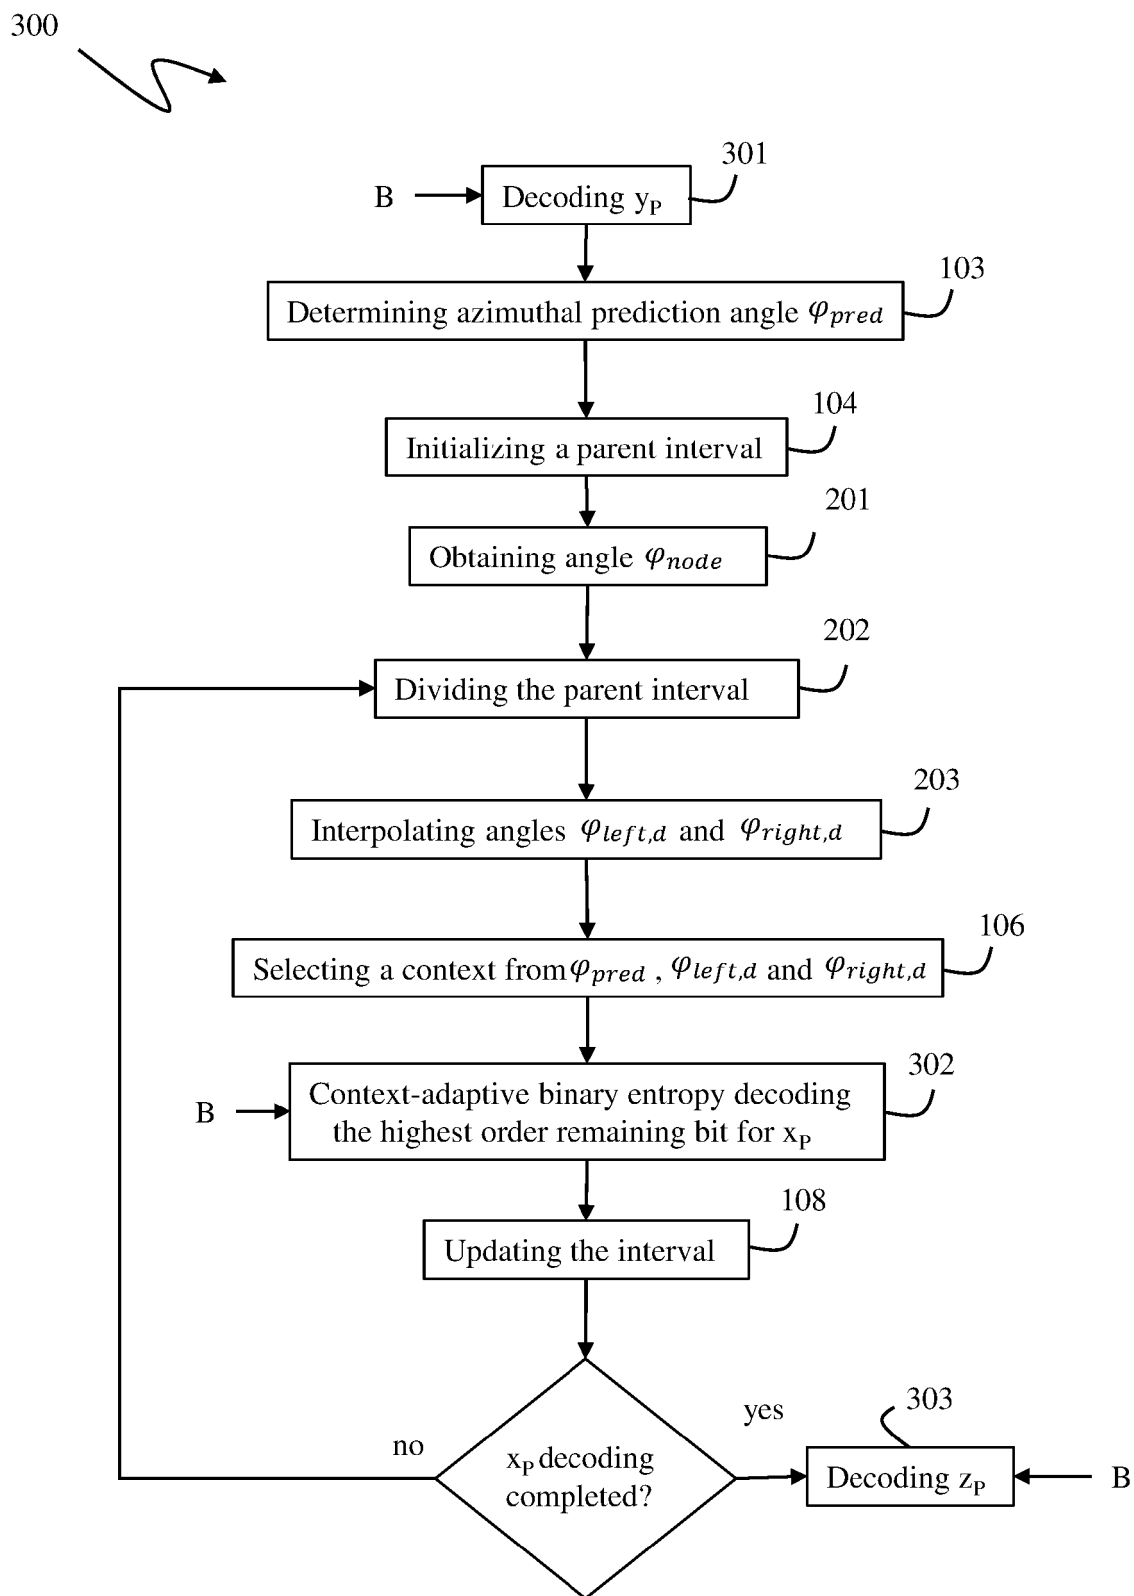 300
301
B
Decoding y_P
103
Determining azimuthal prediction angle φ_pred
104
Initializing a parent interval
201
Obtaining angle φ_node
202
Dividing the parent interval
203
Interpolating angles φ_left,d and φ_right,d
106
Selecting a context from φ_pred , φ_left,d and φ_right,d
302
B
Context-adaptive binary entropy decoding
the highest order remaining bit for x_P
108
Updating the interval
303
yes
no
x_P decoding
completed?
Decoding z_P
B